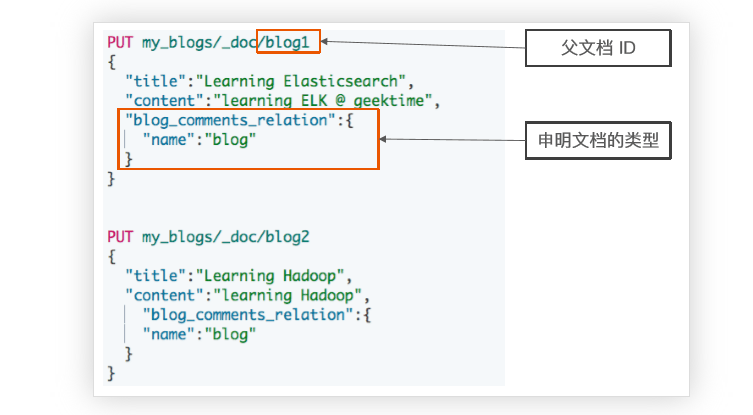 PUT my_blogs/_doc/blog1
父文档 ID
{
"title":"Learning Elasticsearch",
"content":"learning ELK @ geektime",
"blog_comments_relation":{
"name":"blog"
申明文档的类型
}
}
PUT my_blogs/_doc/blog2
{
"title":"Learning Hadoop",
"content":"learning Hadoop",
"blog_comments_relation":{
"name":"blog"
}
}